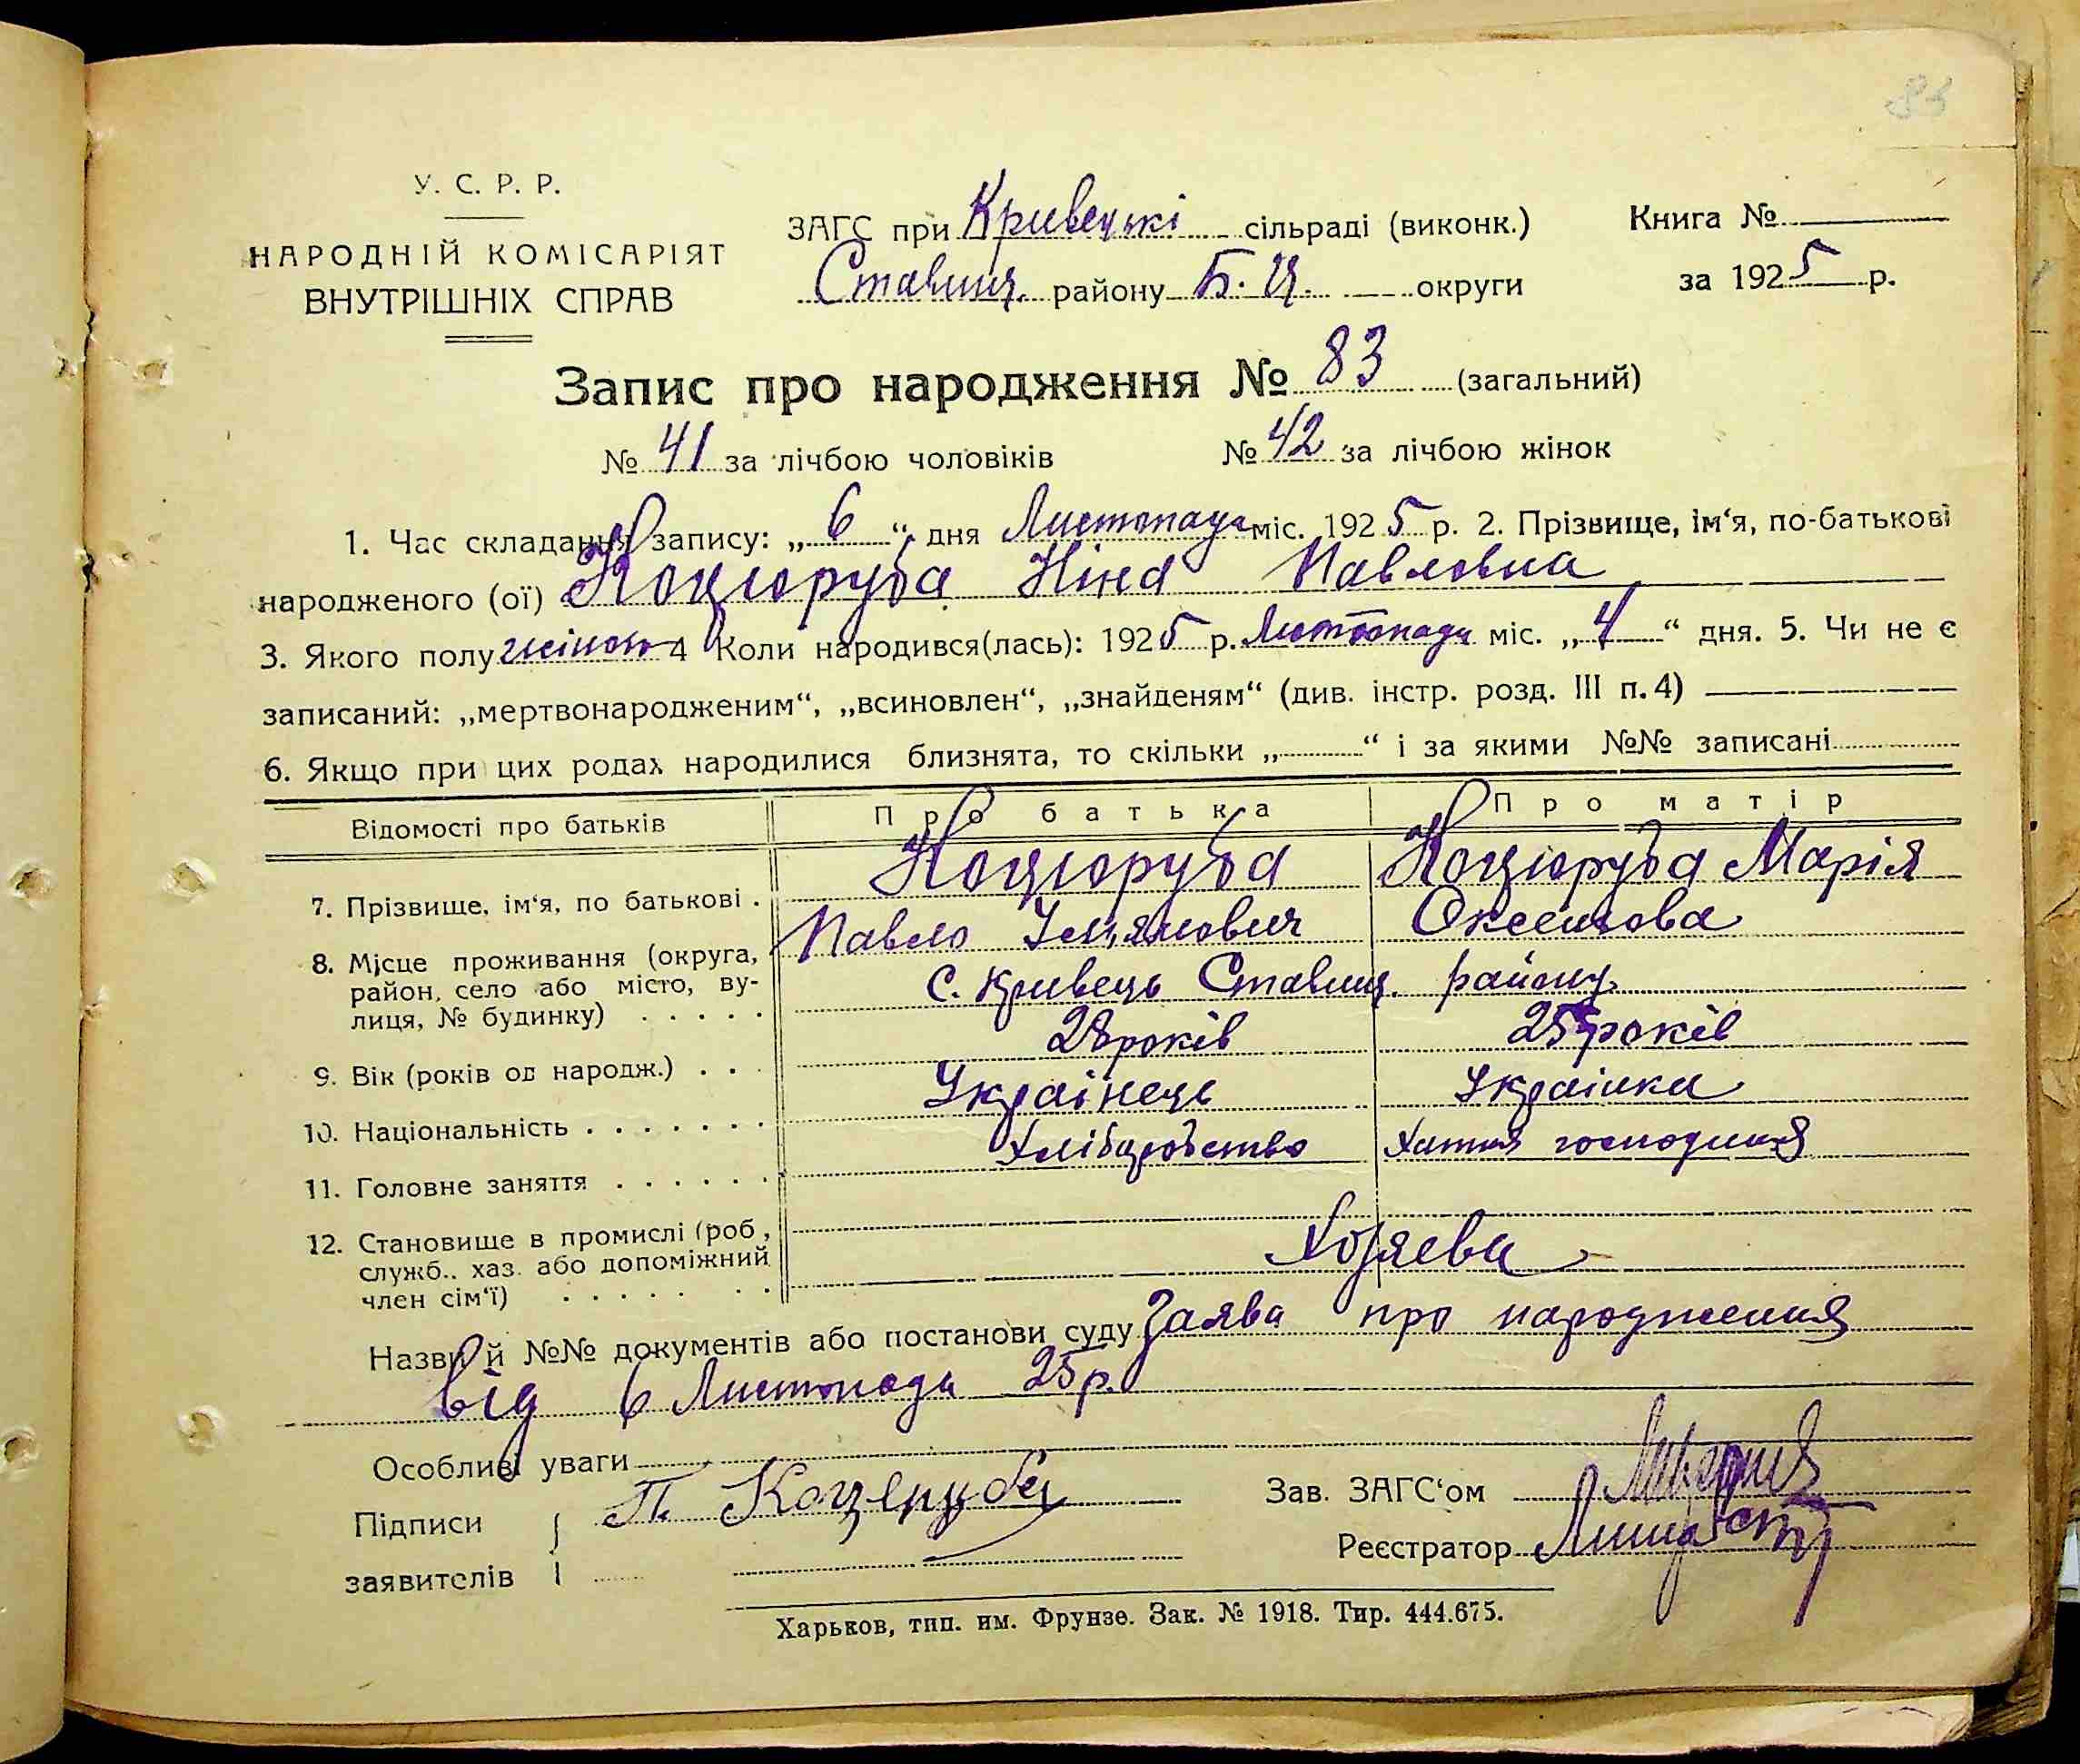 83
У. С. Р. Р.
НАРОДНІЙ КОМІСАРІЯТ
ВНУТРІШНІХ СПРАВ
ЗАГС при Кривецькі сільраді (виконк.)
Ставищ. району Б. Ц. округи
Книга №
за 1925 р.
Запис про народження № 83 (загальний)
№ 41 за лічбою чоловіків № 42 за лічбою жінок
1. Час складання запису: „ 6 “ дня Листопада міс. 1925 р. 2. Прізвище, ім‘я, по-батькові
народженого (ої) Коцюруба Ніна Павловна
3. Якого полу жіночо 4 Коли народився(лась): 1925 р. Листопада міс. „ 4 “ дня. 5. Чи не є
записаний: „мертвонародженим“, „всиновлен“, „знайденям“ (див. інстр. розд. III п. 4)
6. Якщо при цих родах народилися близнята, то скільки „ “ і за якими №№ записані
Відомості про батьків Про батька Про матір
7. Прізвище, ім‘я, по батькові . Коцюруба Коцюруба Марія
Павло Оксентова
8. Місце проживання (округа, район, село або місто, ву-
лиця, № будинку) . . . . . с. Кривець Ставищ. району
9. Вік (років од народж.) . . . 28 років 25 років
10. Національність . . . . . . . Українець Українка
11. Головне заняття . . . . . . Хліборобство Хатня господиня
12. Становище в промислі (роб.,
служб.. хаз. або допоміжний
член сім‘ї) . . . . . . . Хозяева
Назви й №№ документів або постанови суду Заява про народження
від 6 Листопада 25 р.
Особливі уваги
Підписи П. Коцеруба
заявителів
Зав. ЗАГС‘ом
Реєстратор
Харьков, тип. им. Фрунзе. Зак. № 1918. Тир. 444.675.